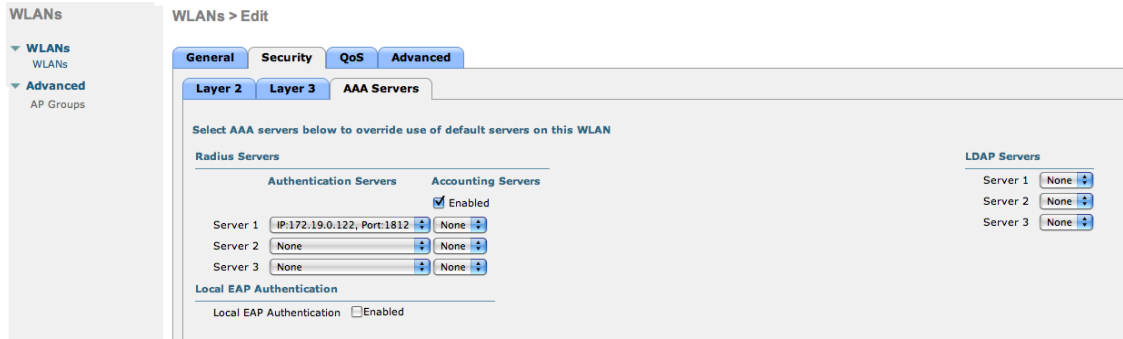 WLANs
WLANs > Edit
WLANs
WLANs
Advanced
AP Groups
General Security QoS Advanced
Layer 2 Layer 3 AAA Servers
Select AAA servers below to override use of default servers on this WLAN
Radius Servers
LDAP Servers
Authentication Servers Accounting Servers
Enabled
Server 1 IP:172.19.0.122, Port:1812 None
Server 2 None None
Server 3 None None
Server 1 None
Server 2 None
Server 3 None
Local EAP Authentication
Local EAP Authentication Enabled